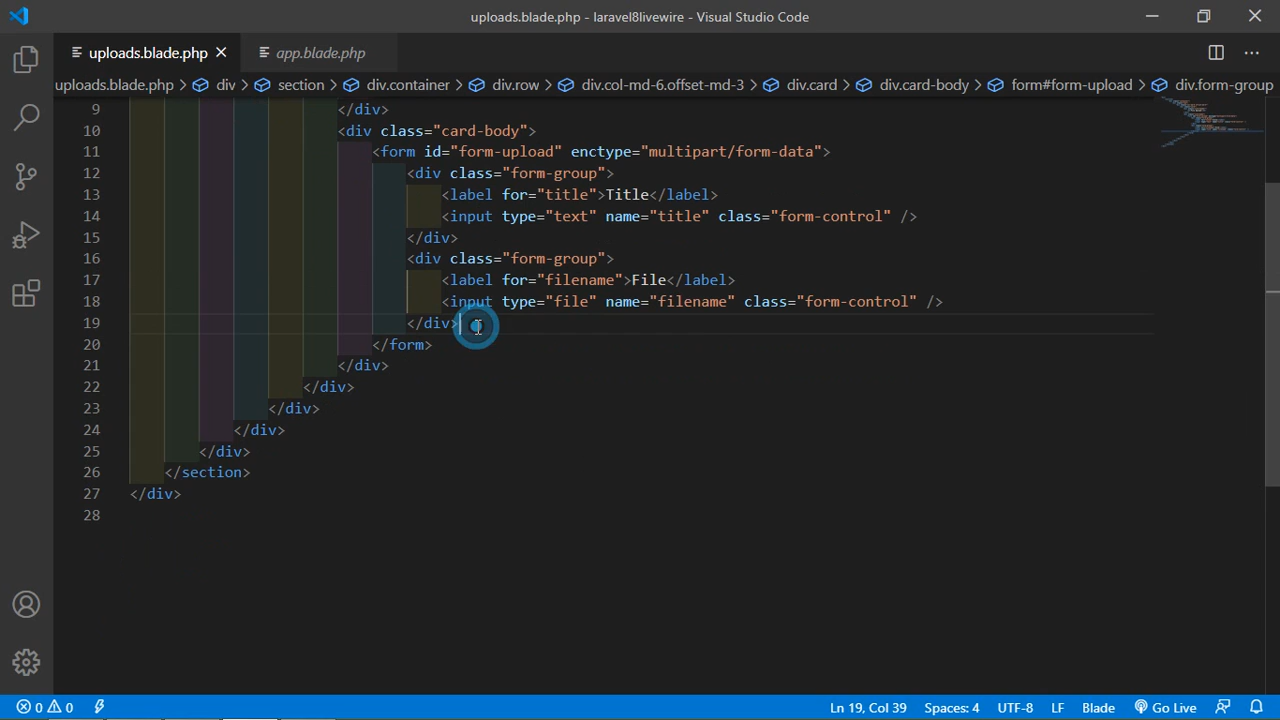 uploads.blade.php - laravel8livewire - Visual Studio Code
uploads.blade.php app.blade.php
uploads.blade.php > div > section > div.container > div.row > div.col-md-6.offset-md-3 > div.card > div.card-body > form#form-upload > div.form-group
9 </div>
10 <div class="card-body">
11 <form id="form-upload" enctype="multipart/form-data">
12 <div class="form-group">
13 <label for="title">Title</label>
14 <input type="text" name="title" class="form-control" />
15 </div>
16 <div class="form-group">
17 <label for="filename">File</label>
18 <input type="file" name="filename" class="form-control" />
19 </div>
20 </form>
21 </div>
22 </div>
23 </div>
24 </div>
25 </div>
26 </section>
27 </div>
28
0 0 Ln 19, Col 39 Spaces: 4 UTF-8 LF Blade Go Live